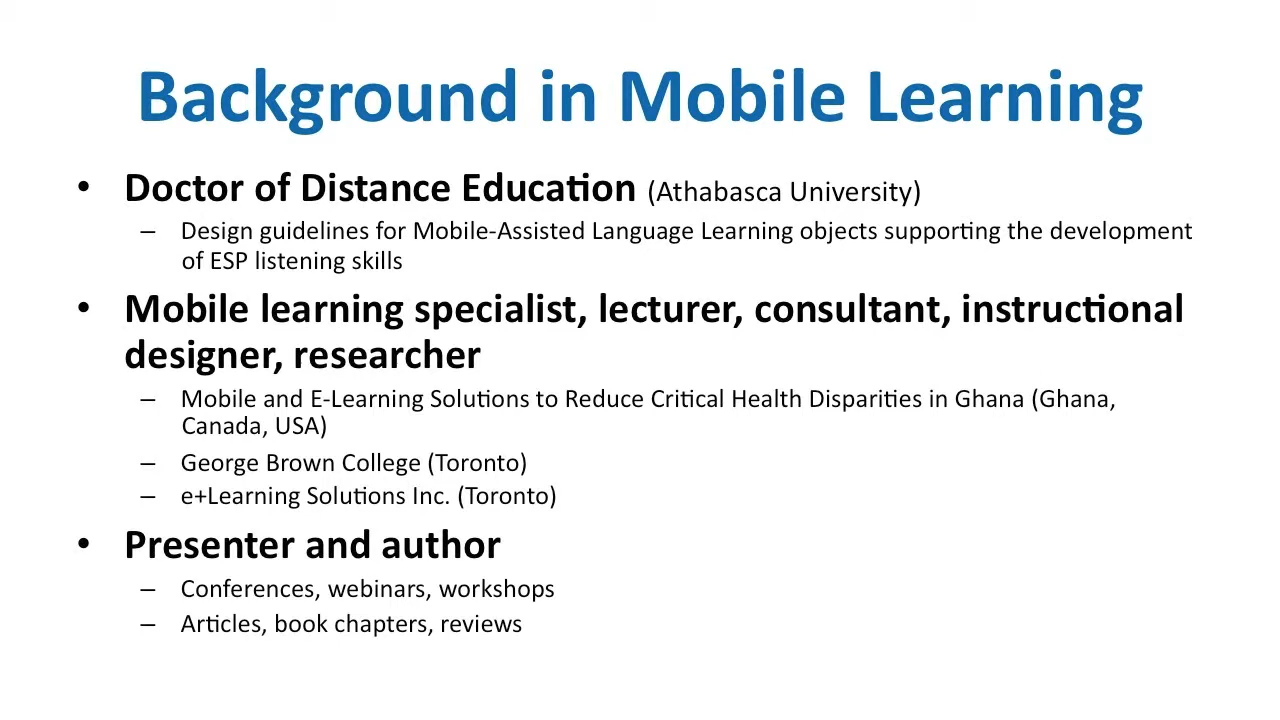 Background in Mobile Learning
• Doctor of Distance Education (Athabasca University)
– Design guidelines for Mobile-Assisted Language Learning objects supporting the development
of ESP listening skills
• Mobile learning specialist, lecturer, consultant, instructional
designer, researcher
– Mobile and E-Learning Solutions to Reduce Critical Health Disparities in Ghana (Ghana,
Canada, USA)
– George Brown College (Toronto)
– e+Learning Solutions Inc. (Toronto)
• Presenter and author
– Conferences, webinars, workshops
– Articles, book chapters, reviews